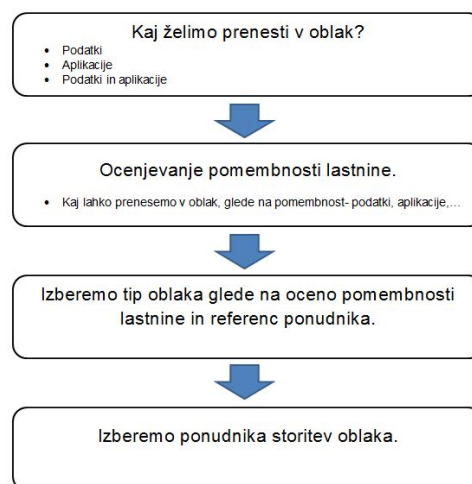 Kaj želimo prenesti v oblak?
• Podatki
• Aplikacije
• Podatki in aplikacije
Ocenjevanje pomembnosti lastnine.
• Kaj lahko prenesemo v oblak, glede na pomembnost- podatki, aplikacije,...
Izberemo tip oblaka glede na oceno pomembnosti
lastnine in referenc ponudnika.
Izberemo ponudnika storitev oblaka.